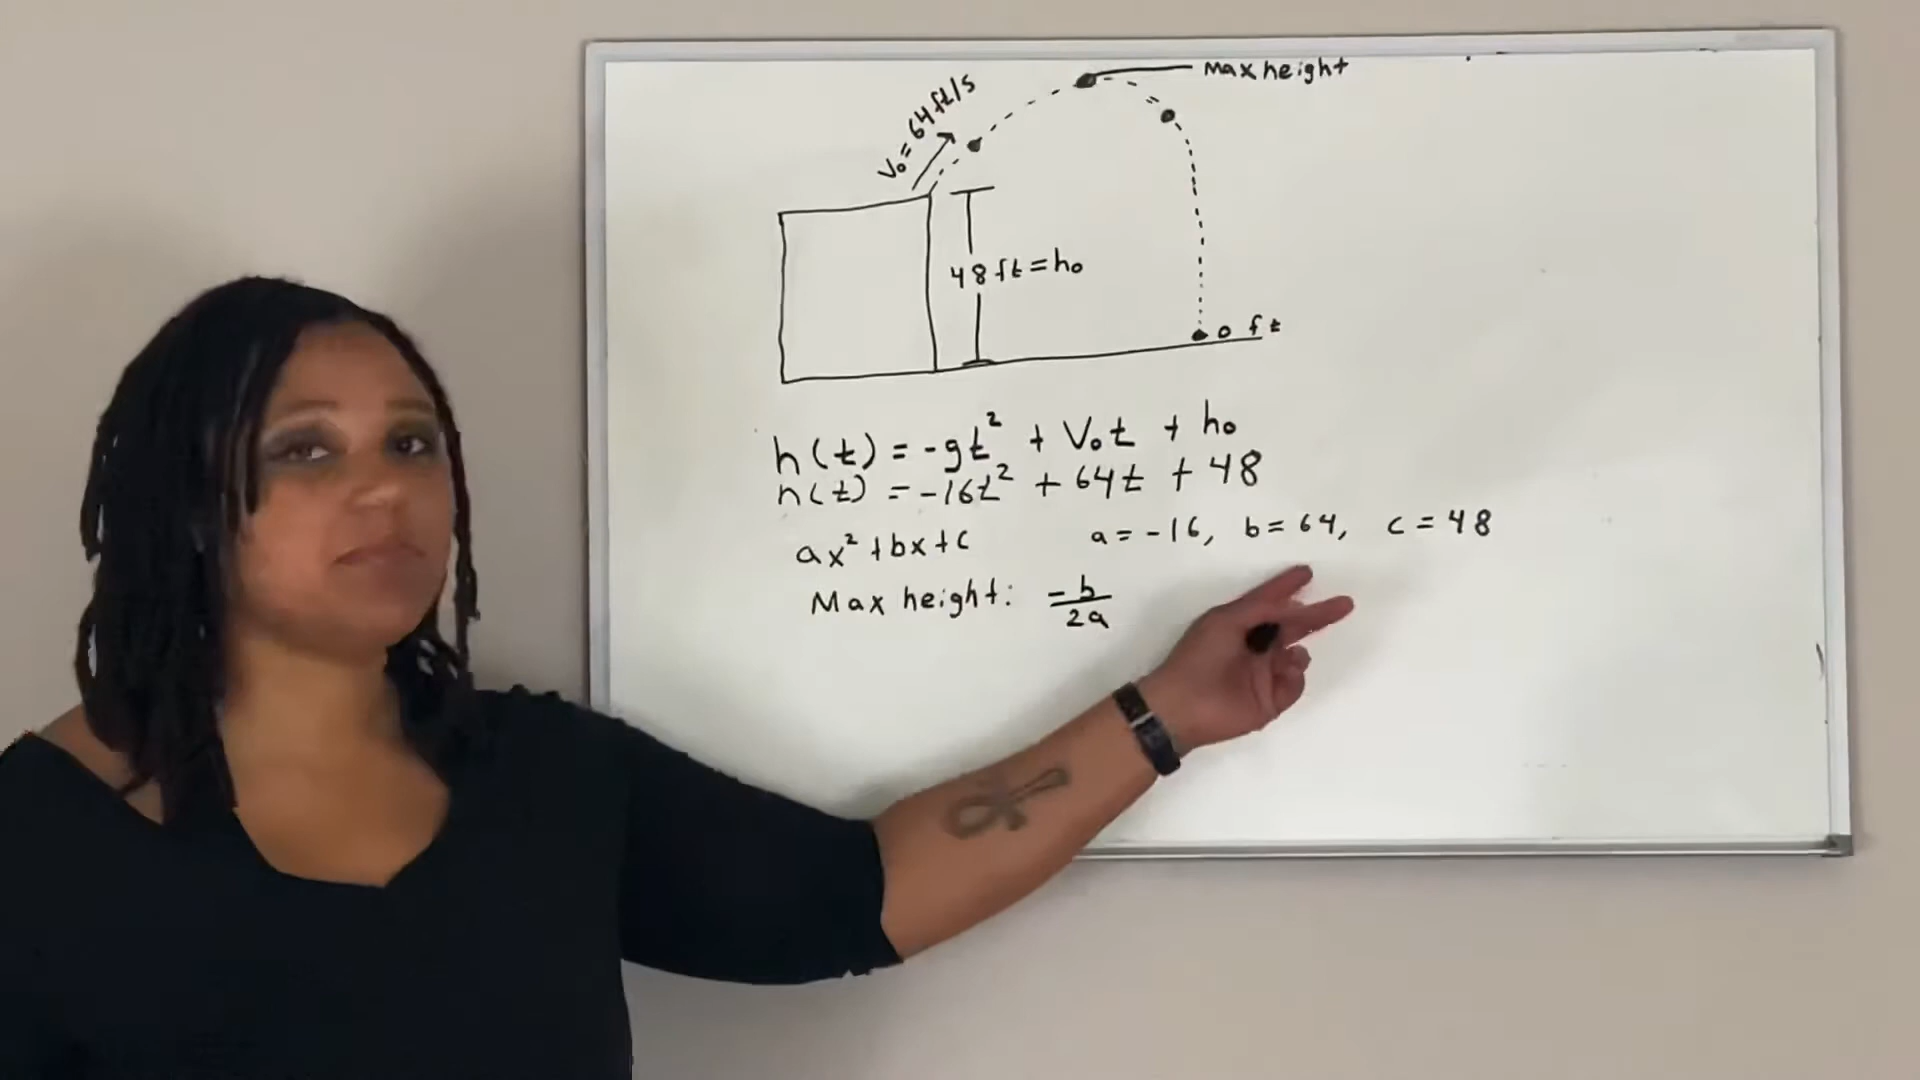 Max height
V₀ = 64 ft/s
48 ft = h₀
0 ft
h(t) = -gt² + V₀t + h₀
h(t) = -16t² + 64t + 48
ax² + bx + c a = -16, b = 64, c = 48
Max height: -b/2a